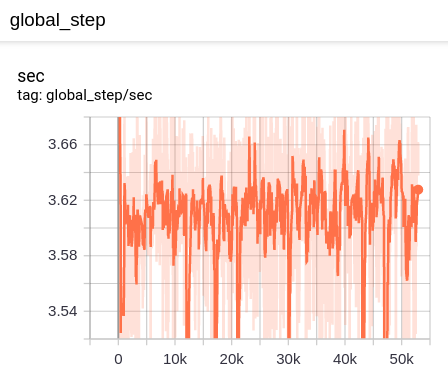 global_step
sec
tag: global_step/sec
3.66
3.62
3.58
3.54
0 10k 20k 30k 40k 50k